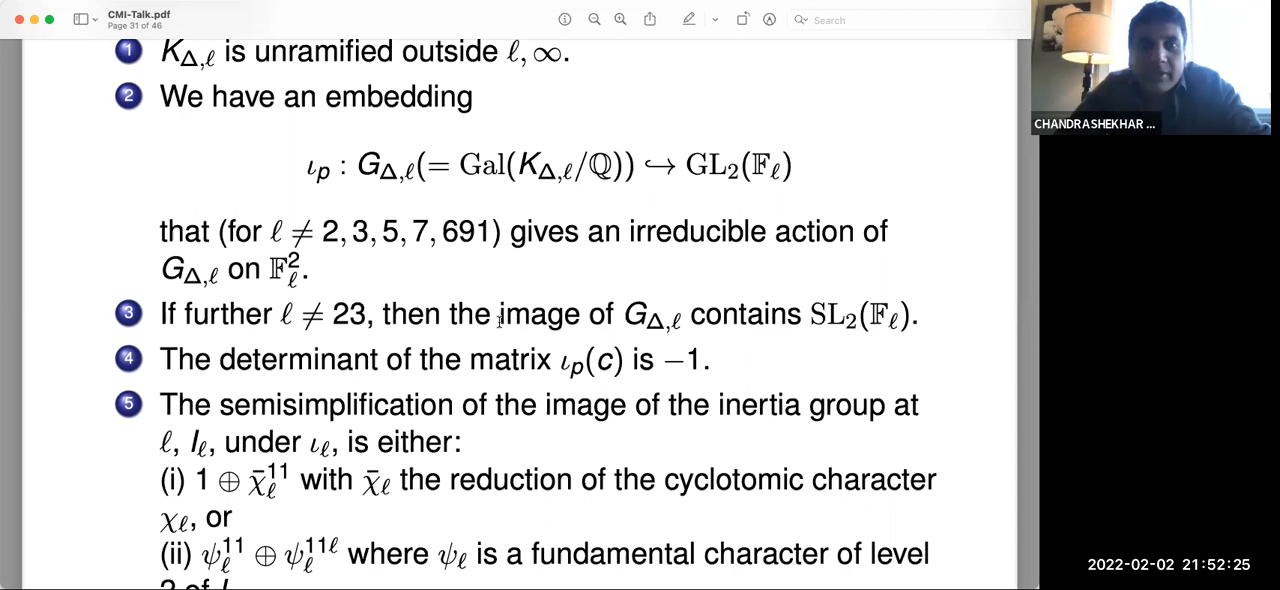 CMI-Talk.pdf
Page 31 of 46
Search
1 K_{Δ,ℓ} is unramified outside ℓ, ∞.
2 We have an embedding
ι_p : G_{Δ,ℓ}(= Gal(K_{Δ,ℓ}/ℚ)) ↪ GL₂(𝔽_ℓ)
that (for ℓ ≠ 2, 3, 5, 7, 691) gives an irreducible action of
G_{Δ,ℓ} on 𝔽_ℓ^2.
3 If further ℓ ≠ 23, then the image of G_{Δ,ℓ} contains SL₂(𝔽_ℓ).
4 The determinant of the matrix ι_p(c) is −1.
5 The semisimplification of the image of the inertia group at
ℓ, I_ℓ, under ι_ℓ, is either:
(i) 1 ⊕ χ̄_ℓ^{11} with χ̄_ℓ the reduction of the cyclotomic character
χ_ℓ, or
(ii) ψ_ℓ^{11} ⊕ ψ_ℓ^{11ℓ} where ψ_ℓ is a fundamental character of level
CHANDRASHEKHAR ...
2022-02-02 21:52:25